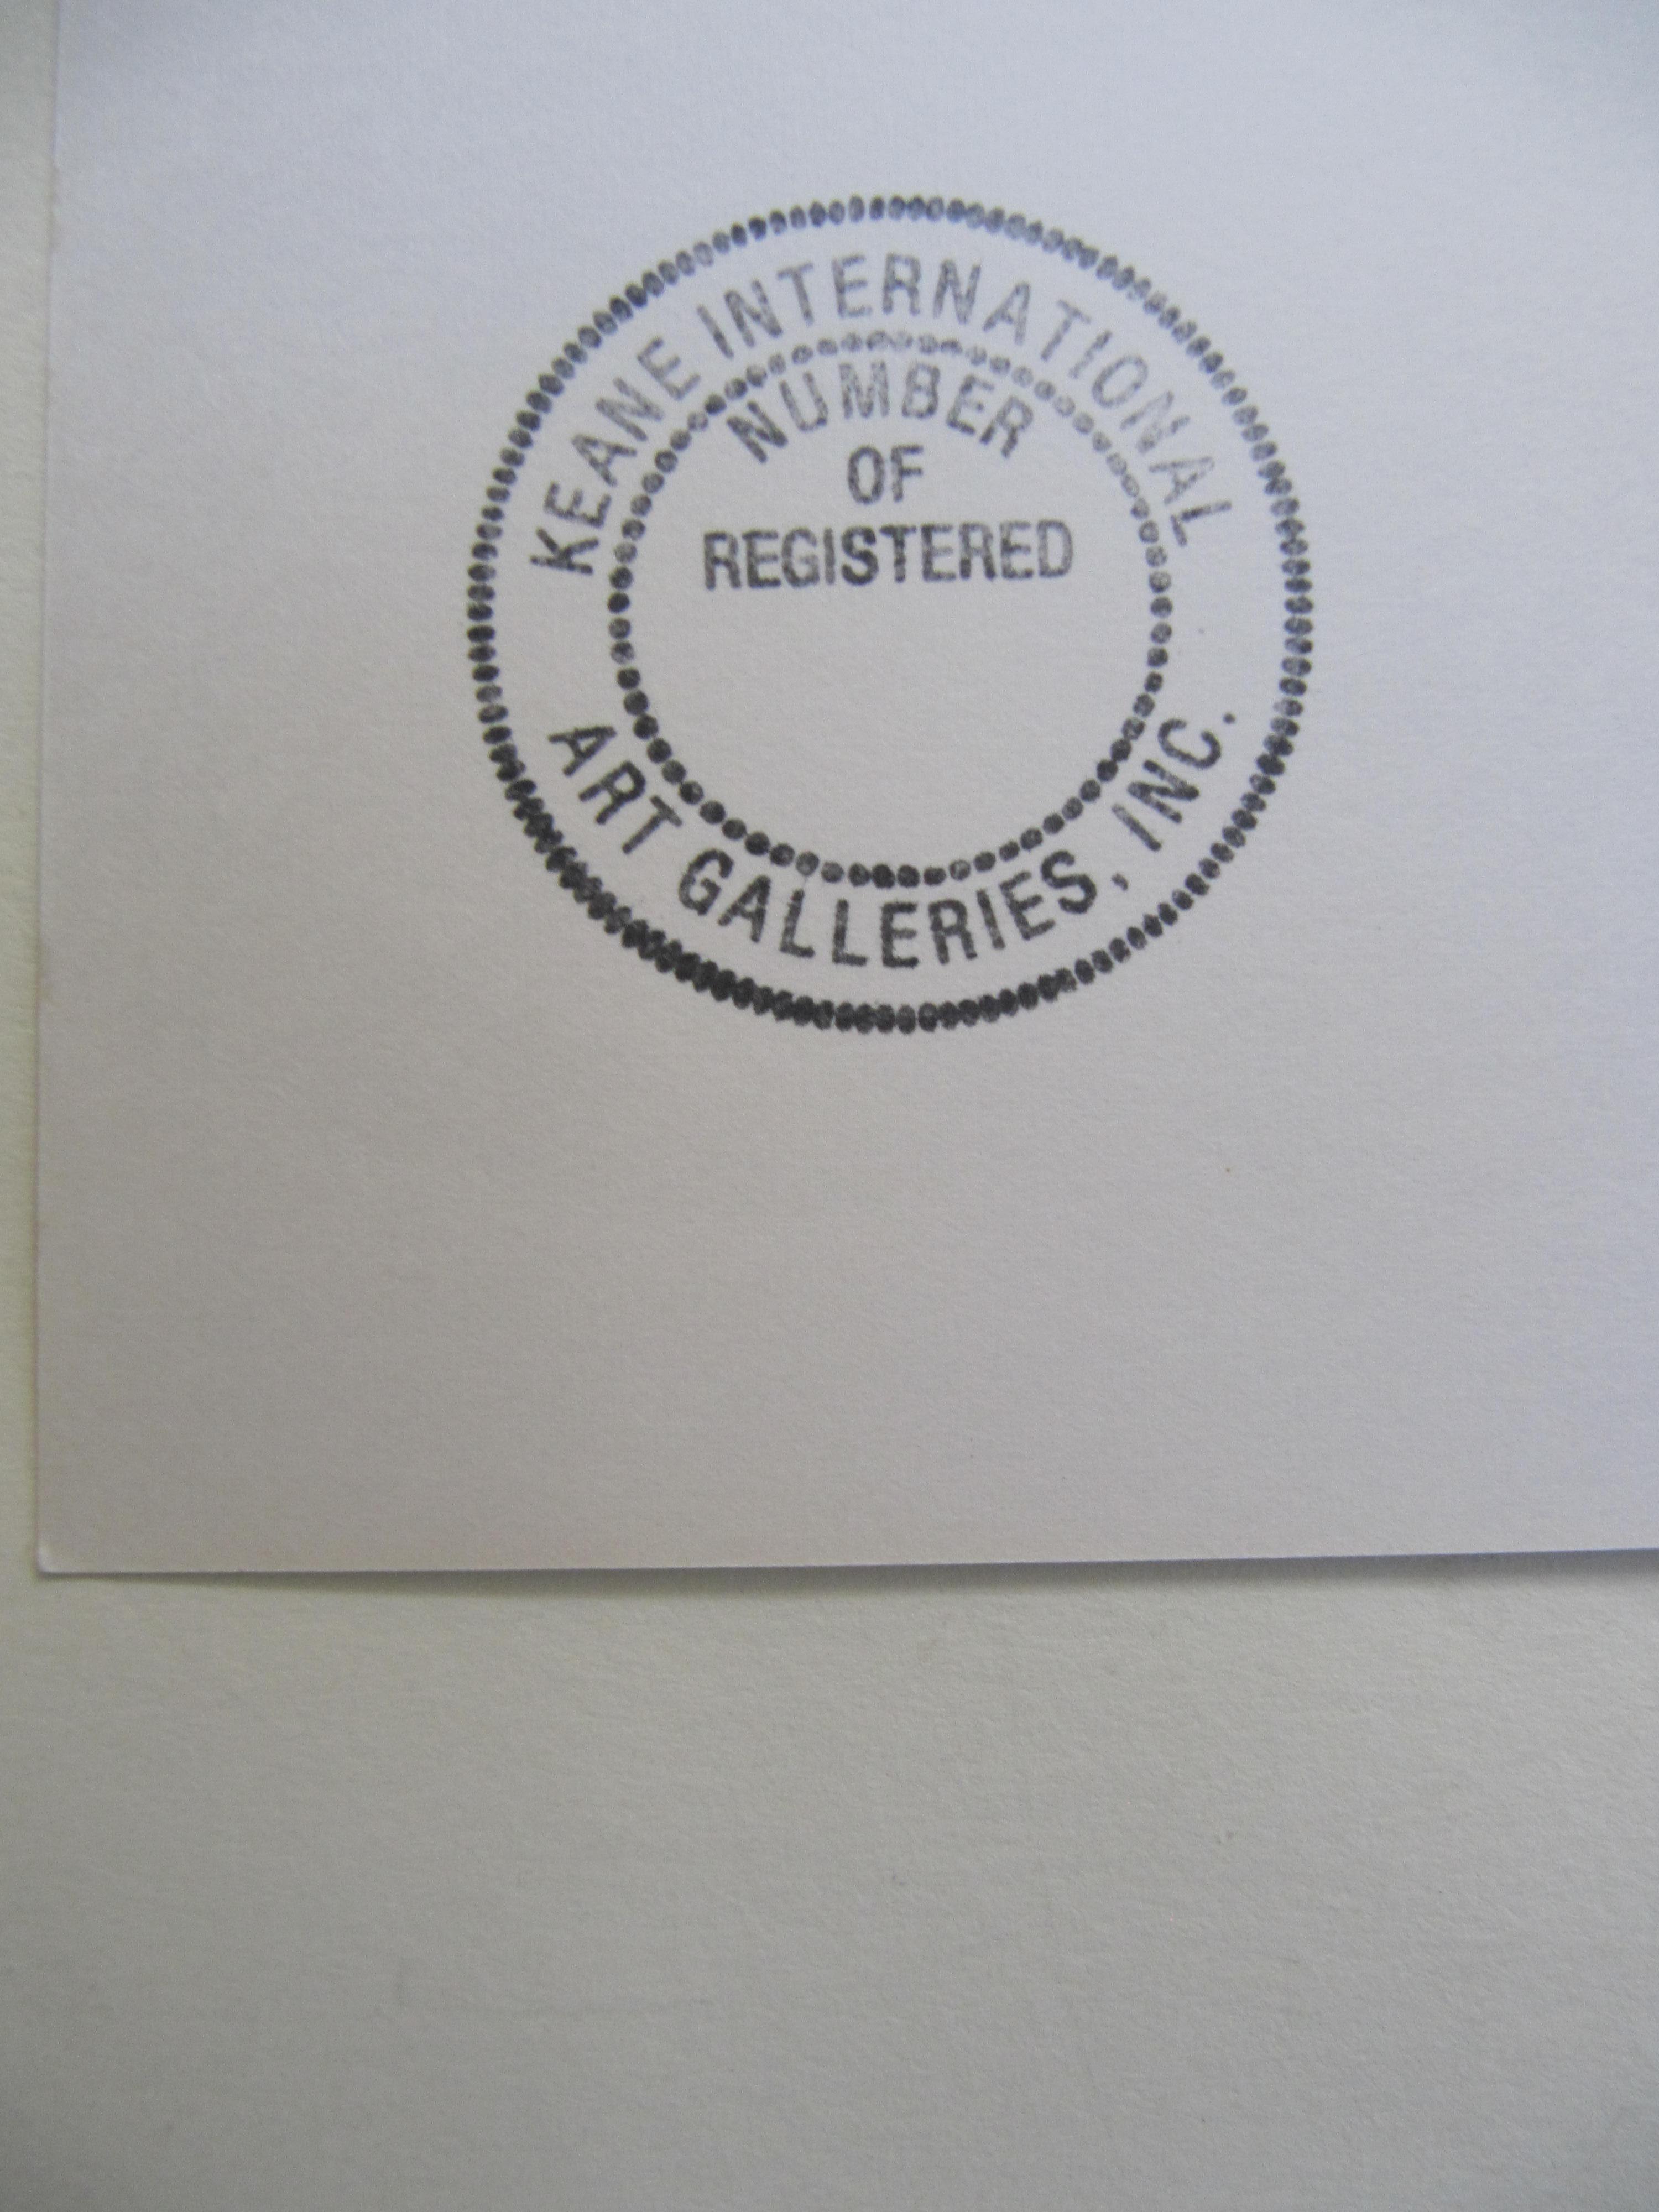 KEANE INTERNATIONAL
NUMBER
OF
REGISTERED
ART GALLERIES, INC.